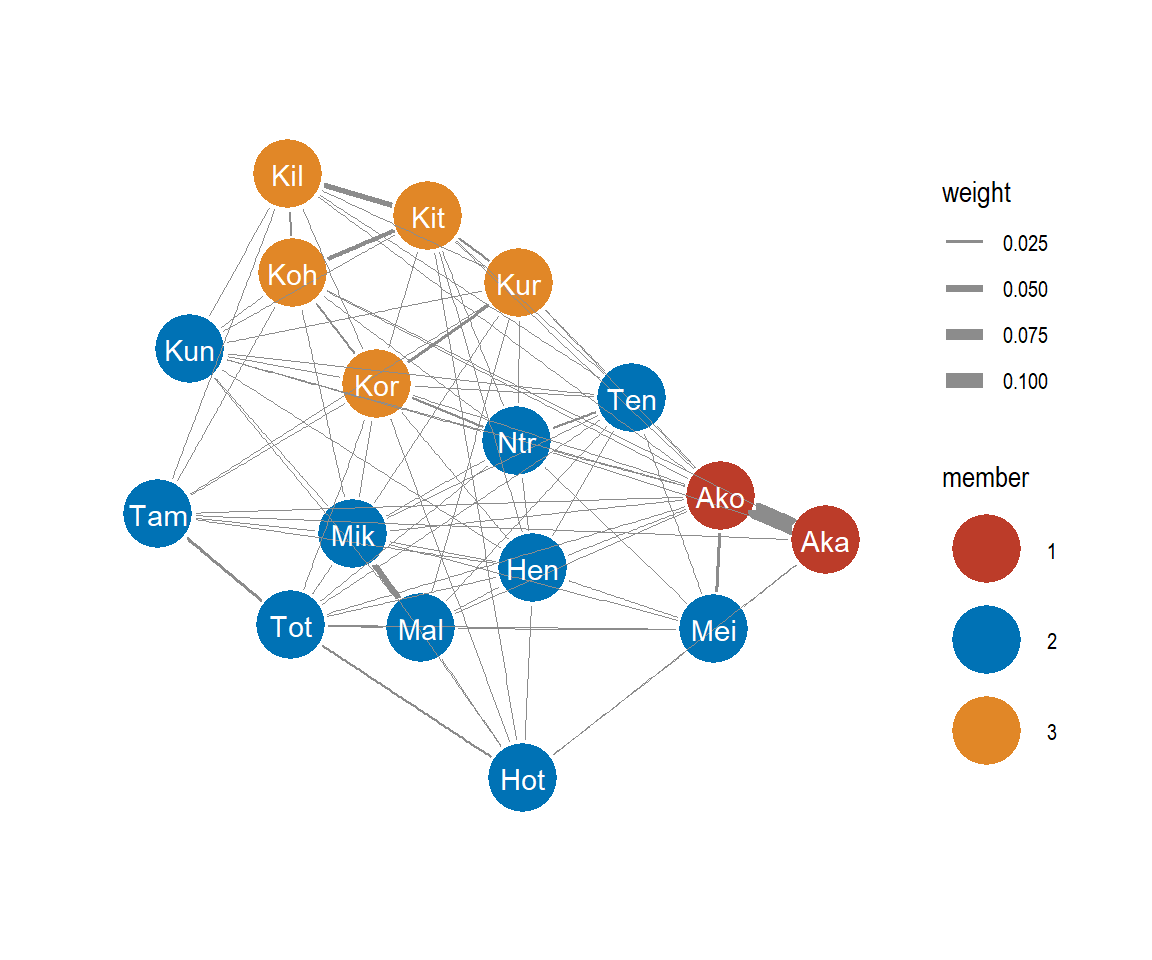 Kil
Kit
Koh
Kur
Kun
Kor
Ten
Ntr
Ako
Tam
Mik
Aka
Hen
Tot
Mal
Mei
Hot
weight
0.025
0.050
0.075
0.100
member
1
2
3